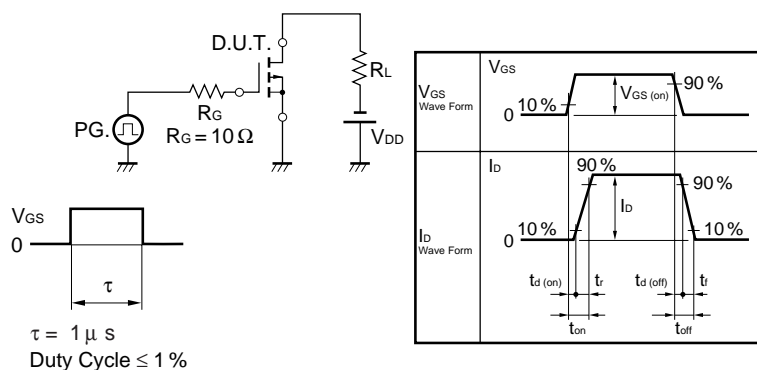 D.U.T.
RL
RG
PG.
RG = 10 Ω
VDD
VGS
0
τ
τ = 1 μ s
Duty Cycle ≤ 1 %
VGS
Wave Form
VGS
10 %
0
VGS (on)
90 %
ID
Wave Form
ID
90 %
90 %
10 %
0
ID
10 %
td (on)
tr
td (off)
tf
ton
toff